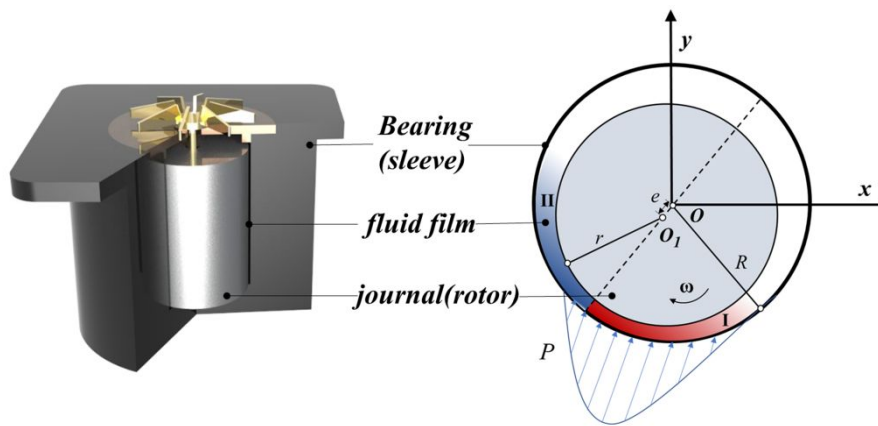 Bearing
(sleeve)
fluid film
journal(rotor)
y
x
II
e
O
O1
r
R
ω
I
P